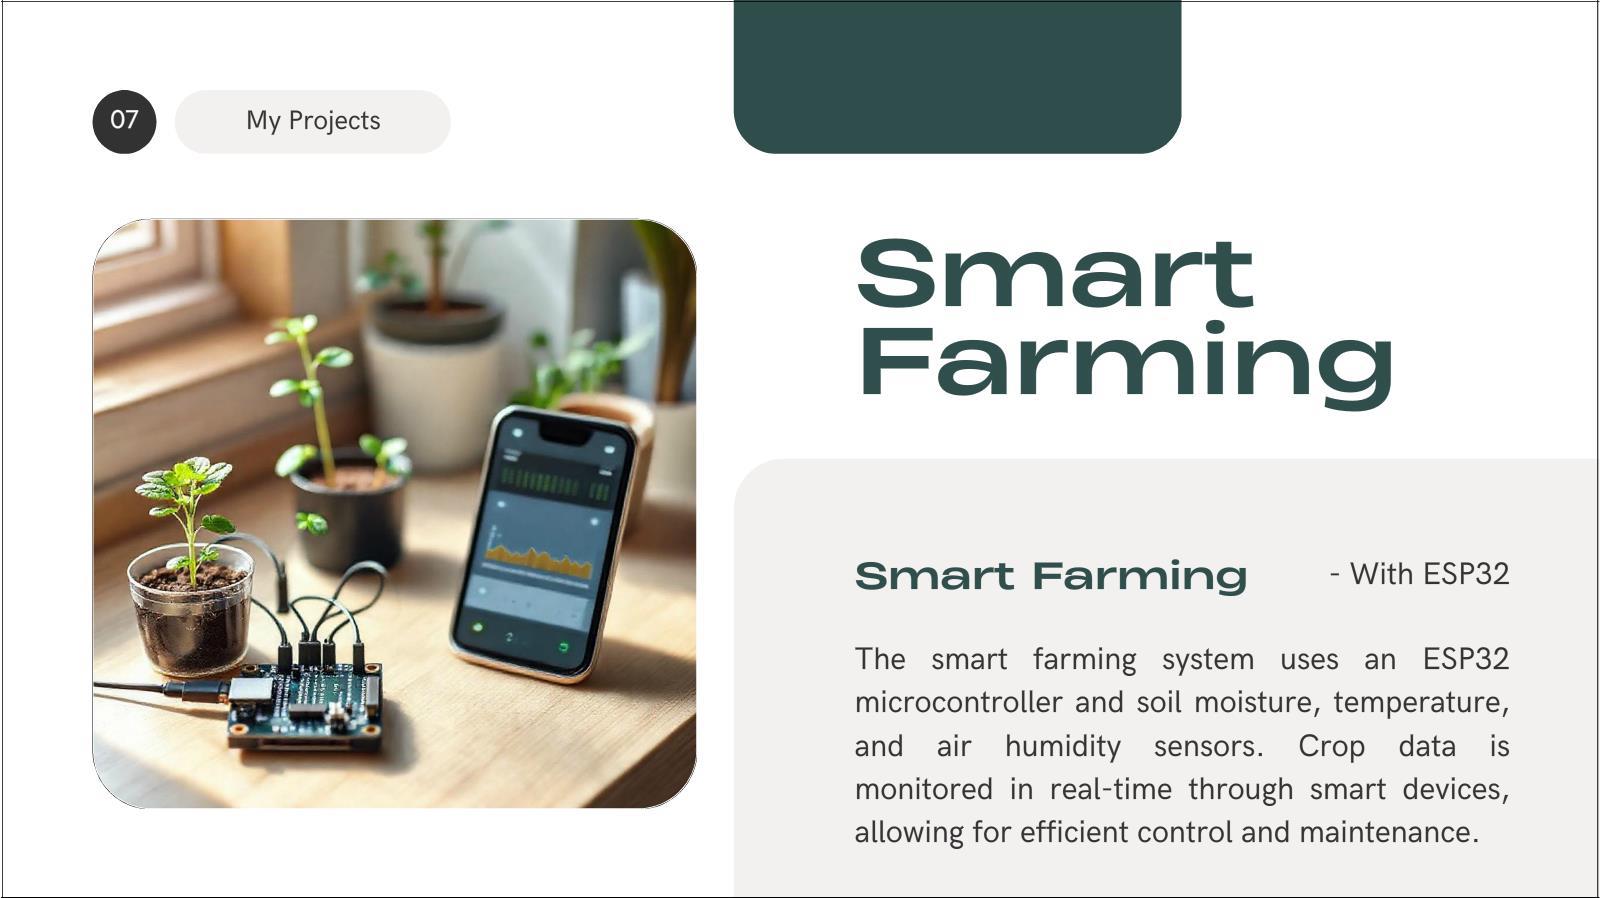 07
My Projects
Smart
Farming
Smart Farming - With ESP32
The smart farming system uses an ESP32
microcontroller and soil moisture, temperature,
and air humidity sensors. Crop data is
monitored in real-time through smart devices,
allowing for efficient control and maintenance.